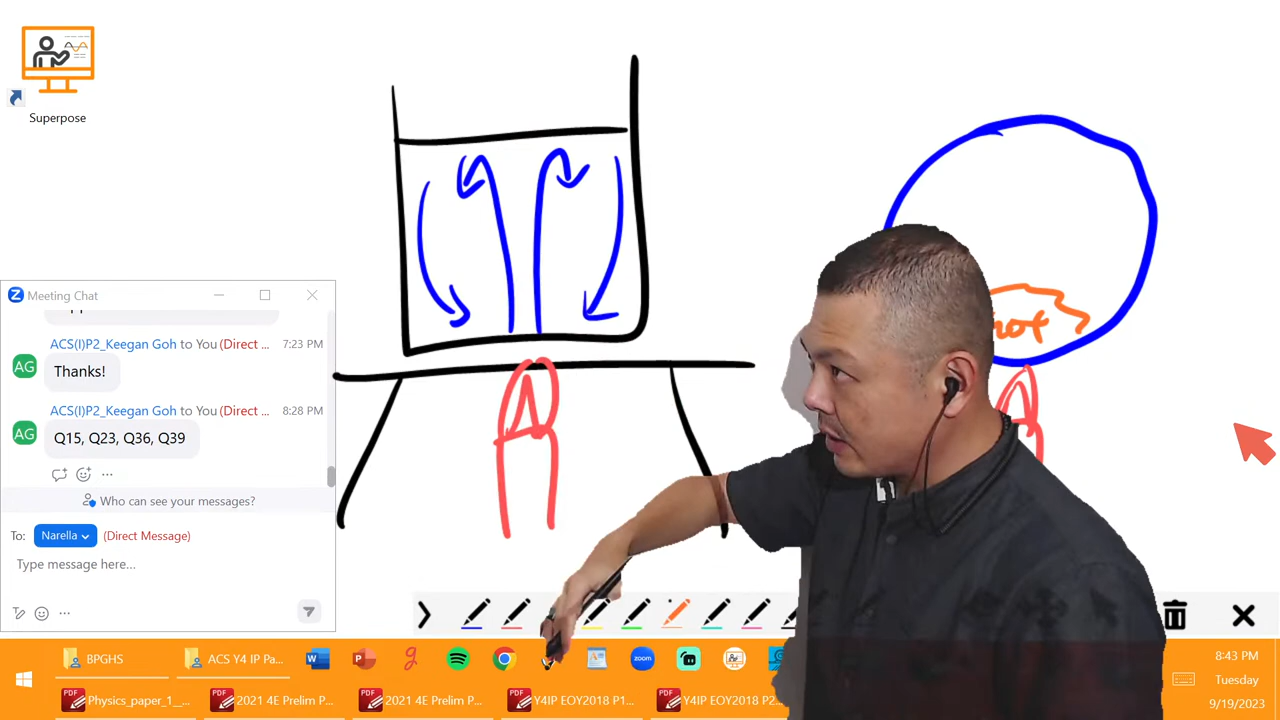 Superpose
Meeting Chat
ACS(I)P2_Keegan Goh to You (Direct ...
7:23 PM
AG
Thanks!
ACS(I)P2_Keegan Goh to You (Direct ...
8:28 PM
AG
Q15, Q23, Q36, Q39
Who can see your messages?
To: Narella (Direct Message)
Type message here...
hot
BPGHS
ACS Y4 IP Pa...
zoom
8:43 PM
Tuesday
9/19/2023
Physics_paper_1_...
2021 4E Prelim P...
2021 4E Prelim P...
Y4IP EOY2018 P1...
Y4IP EOY2018 P2